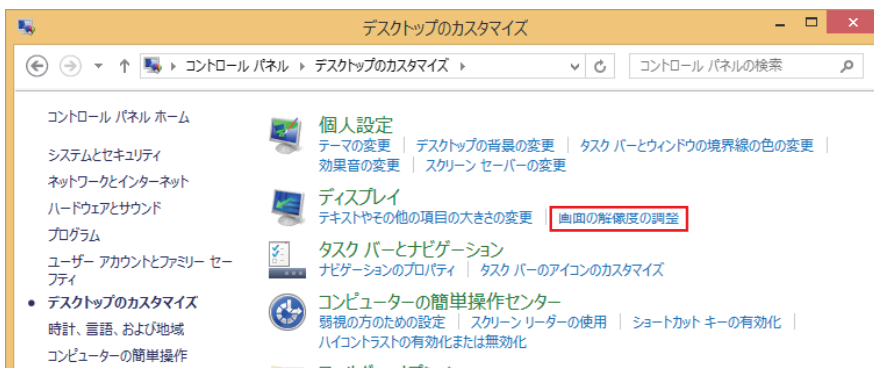 デスクトップのカスタマイズ
コントロール パネル デスクトップのカスタマイズ
コントロール パネルの検索
コントロール パネル ホーム
システムとセキュリティ
ネットワークとインターネット
ハードウェアとサウンド
プログラム
ユーザー アカウントとファミリー セー
フティ
デスクトップのカスタマイズ
時計、言語、および地域
コンピューターの簡単操作
個人設定
テーマの変更 | デスクトップの背景の変更 | タスク バーとウィンドウの境界線の色の変更 |
効果音の変更 | スクリーン セーバーの変更
ディスプレイ
テキストやその他の項目の大きさの変更 | 画面の解像度の調整
タスク バーとナビゲーション
ナビゲーションのプロパティ | タスク バーのアイコンのカスタマイズ
コンピューターの簡単操作センター
弱視の方のための設定 | スクリーン リーダーの使用 | ショートカット キーの有効化 |
ハイコントラストの有効化または無効化